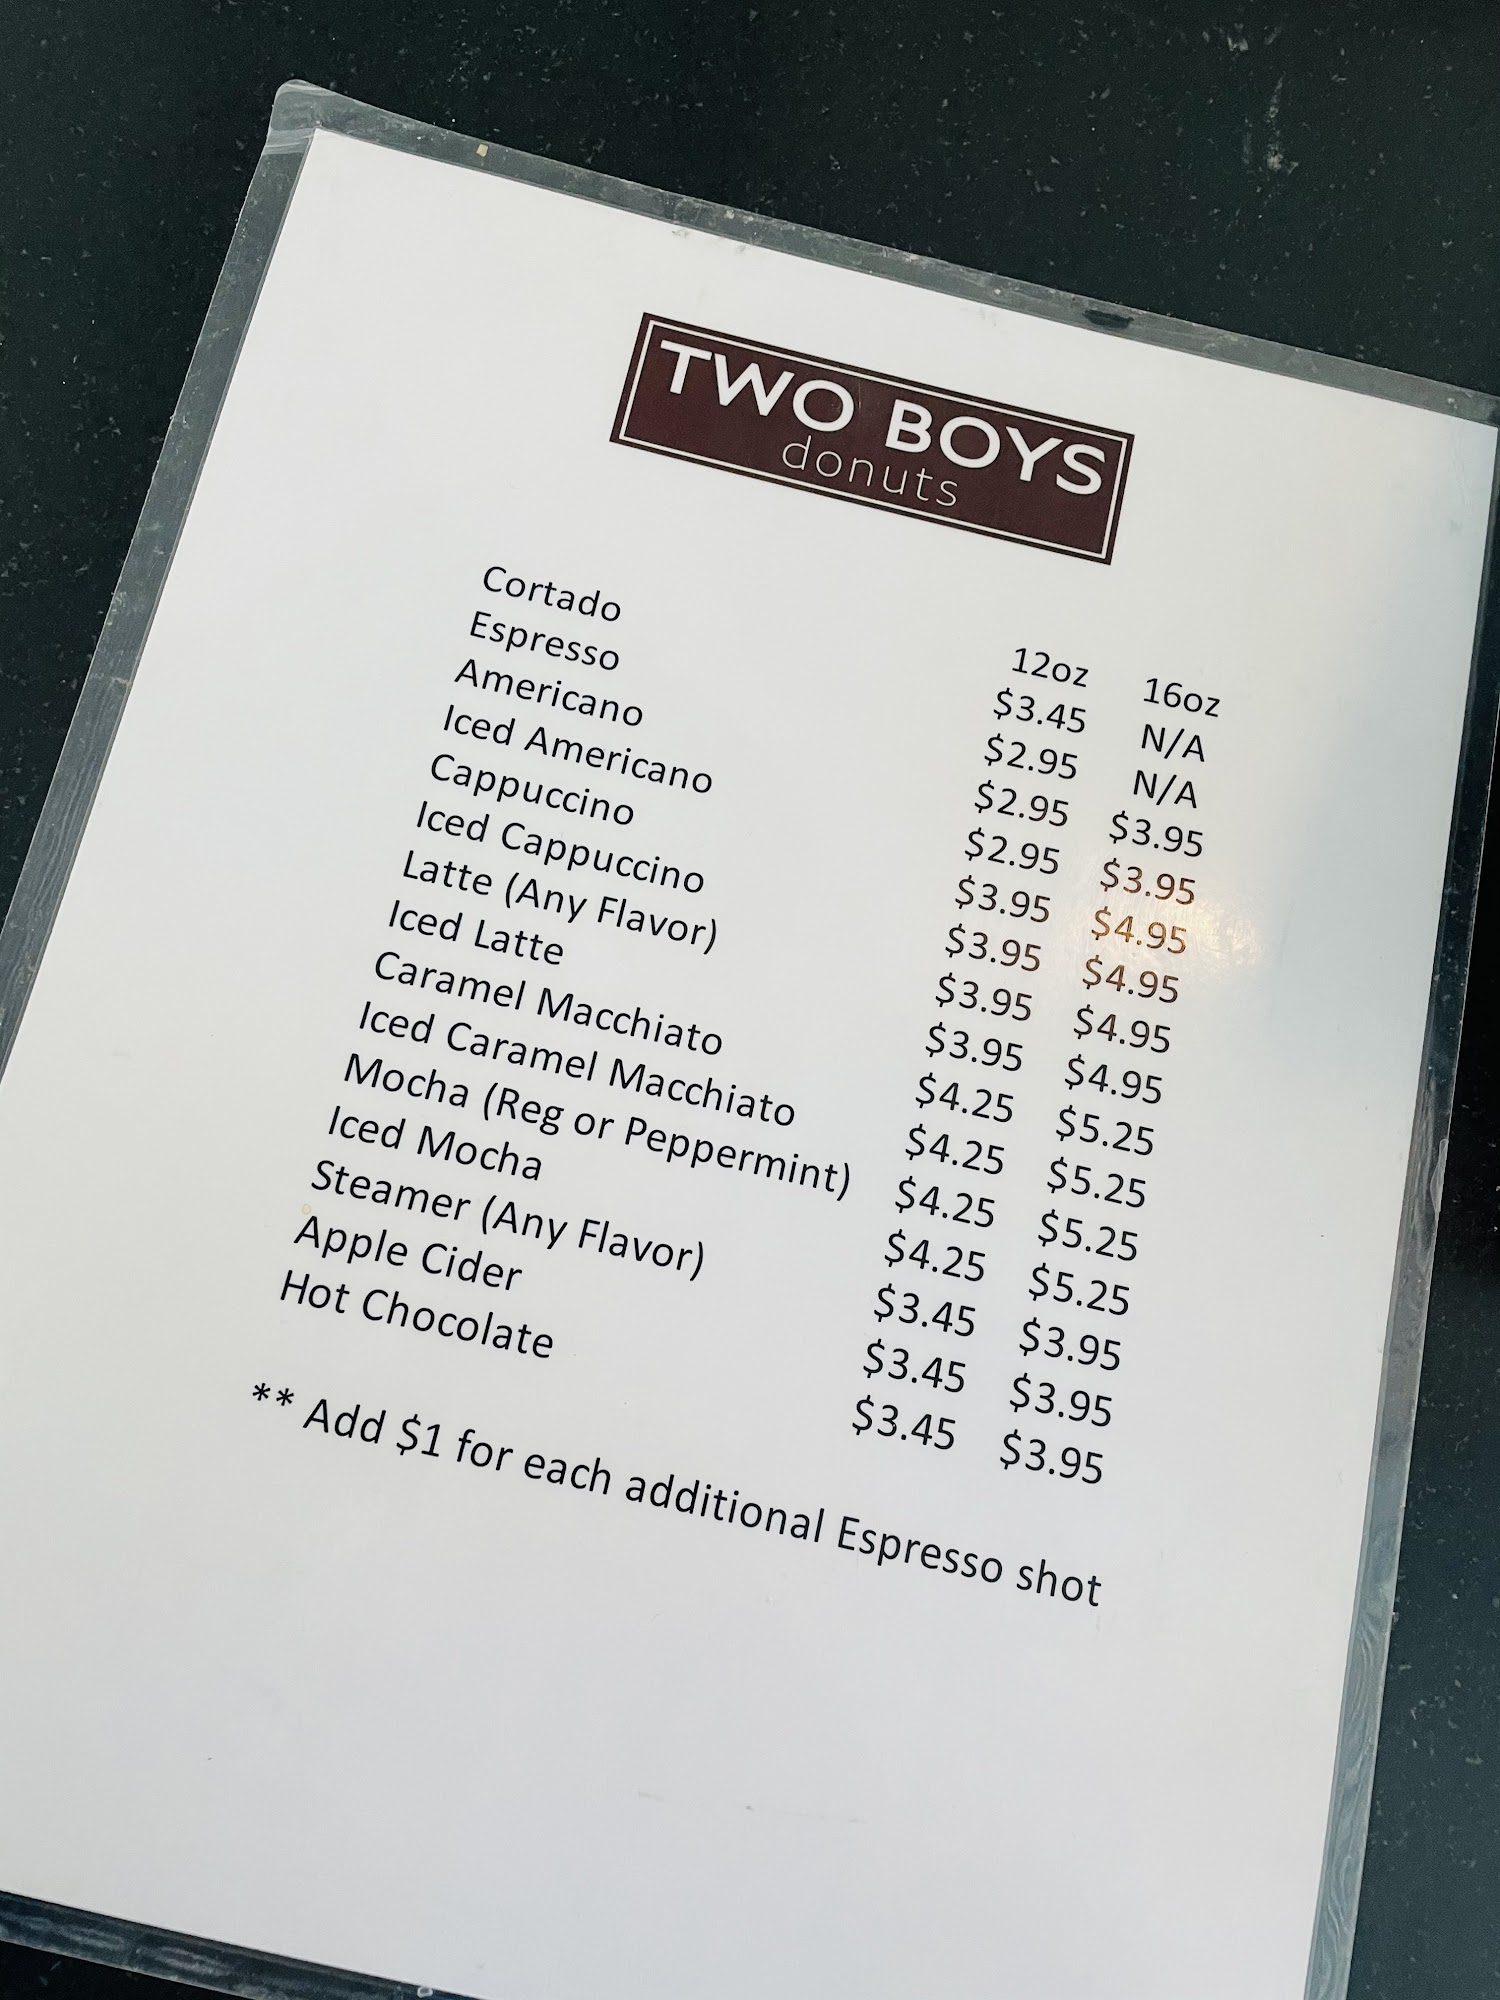 TWO BOYS
donuts
12oz 16oz
Cortado $3.45 N/A
Espresso $2.95 N/A
Americano $2.95 $3.95
Iced Americano $2.95 $3.95
Cappuccino $3.95 $4.95
Iced Cappuccino $3.95 $4.95
Latte (Any Flavor) $3.95 $4.95
Iced Latte $3.95 $4.95
Caramel Macchiato $4.25 $5.25
Iced Caramel Macchiato $4.25 $5.25
Mocha (Reg or Peppermint) $4.25 $5.25
Iced Mocha $4.25 $5.25
Steamer (Any Flavor) $3.45 $3.95
Apple Cider $3.45 $3.95
Hot Chocolate $3.45 $3.95
** Add $1 for each additional Espresso shot